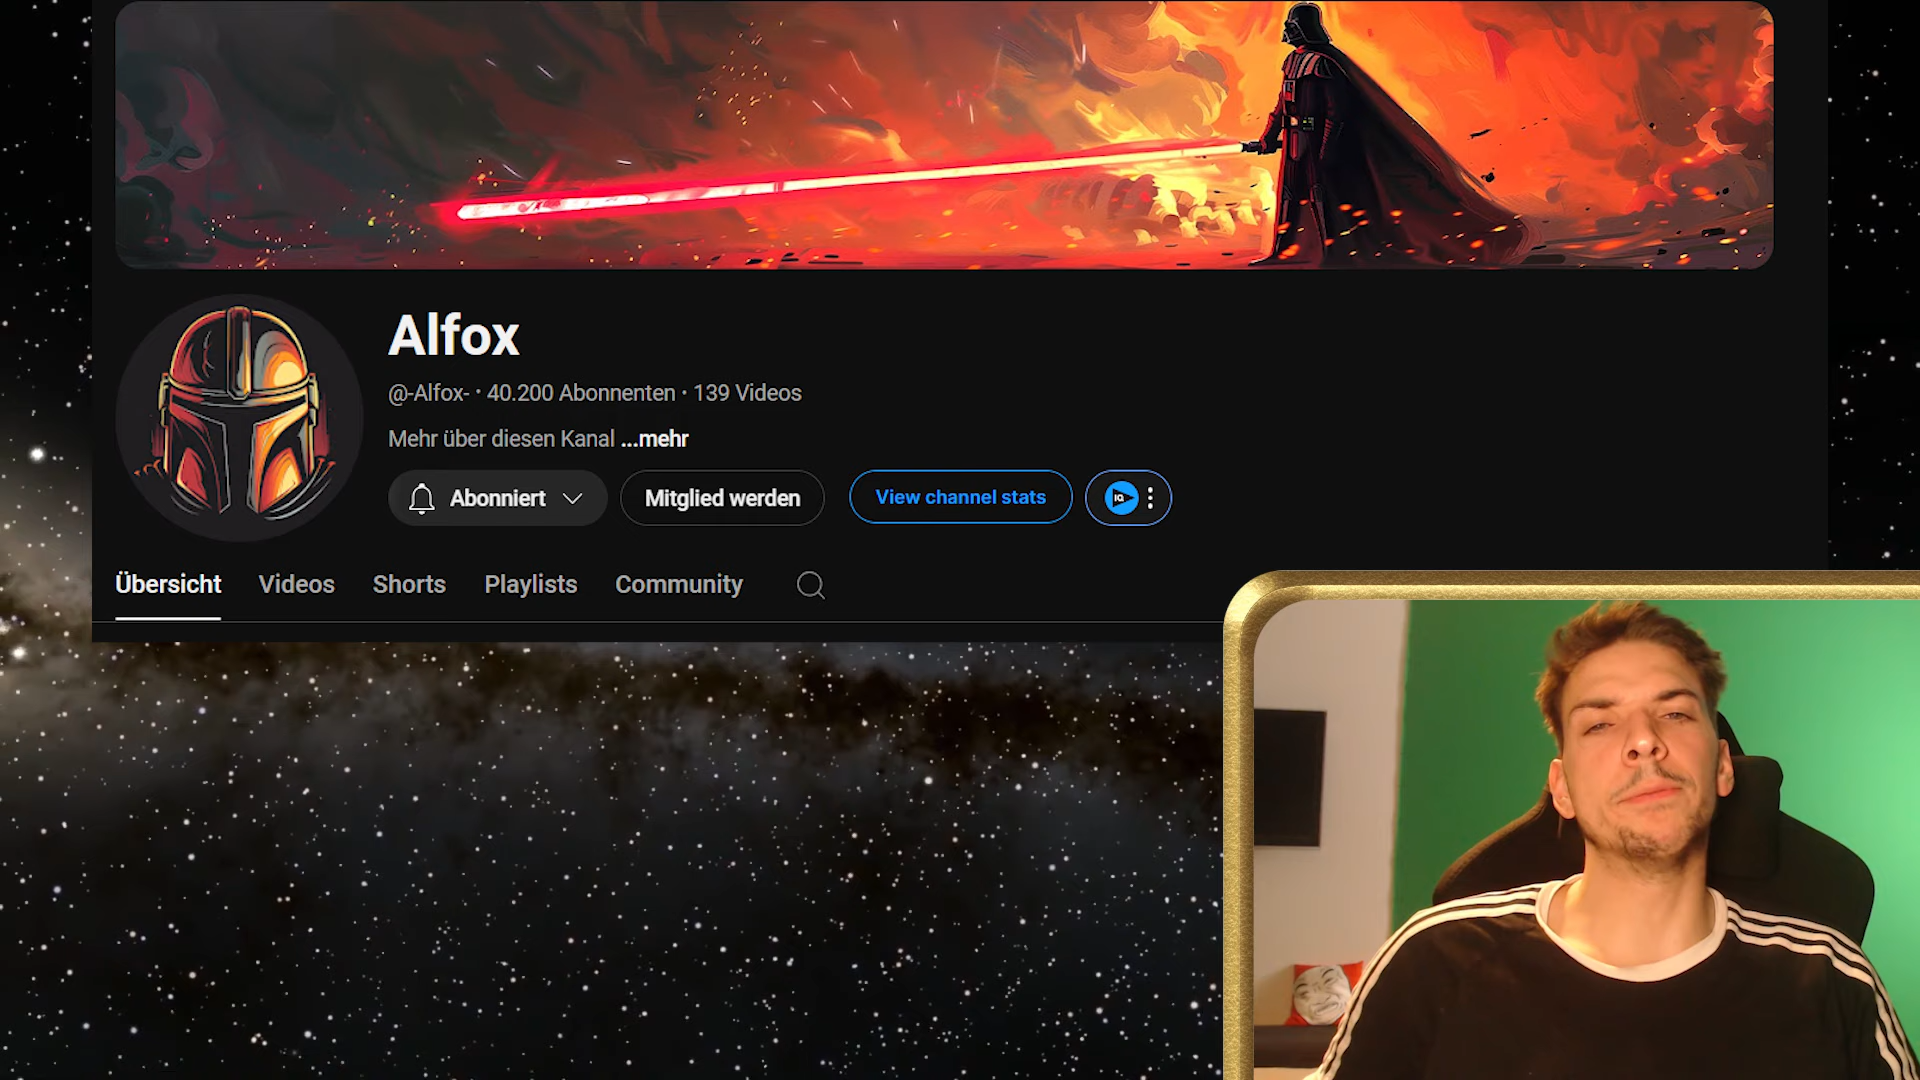 Alfox
@-Alfox- · 40.200 Abonnenten · 139 Videos
Mehr über diesen Kanal ...mehr
Abonniert
Mitglied werden
View channel stats
IQ
Übersicht
Videos
Shorts
Playlists
Community